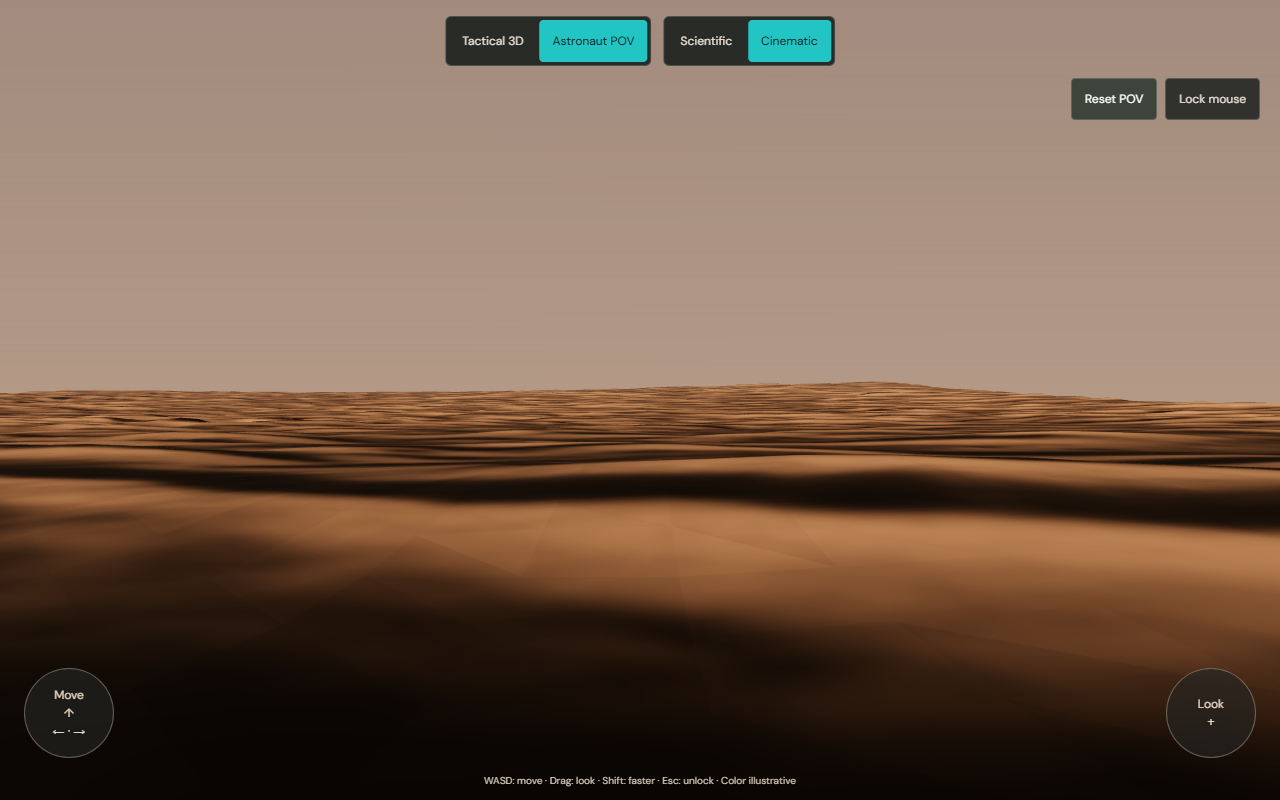 Tactical 3D Astronaut POV Scientific Cinematic
Reset POV Lock mouse
Move
↑
← · →
Look
+
WASD: move · Drag: look · Shift: faster · Esc: unlock · Color illustrative